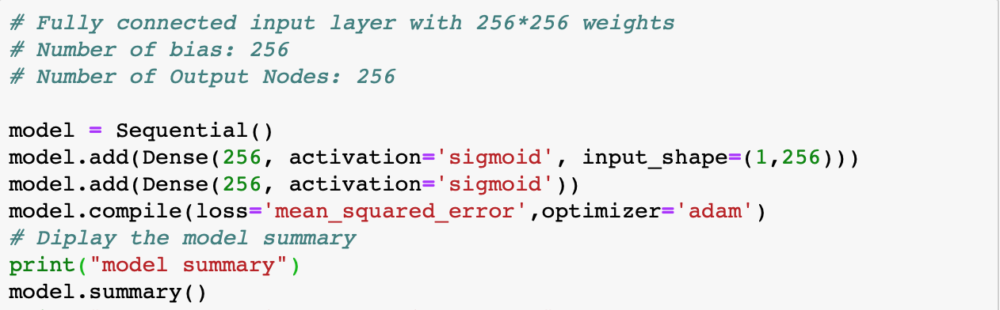 # Fully connected input layer with 256*256 weights
# Number of bias: 256
# Number of Output Nodes: 256
model = Sequential()
model.add(Dense(256, activation='sigmoid', input_shape=(1,256)))
model.add(Dense(256, activation='sigmoid'))
model.compile(loss='mean_squared_error',optimizer='adam')
# Diplay the model summary
print("model summary")
model.summary()